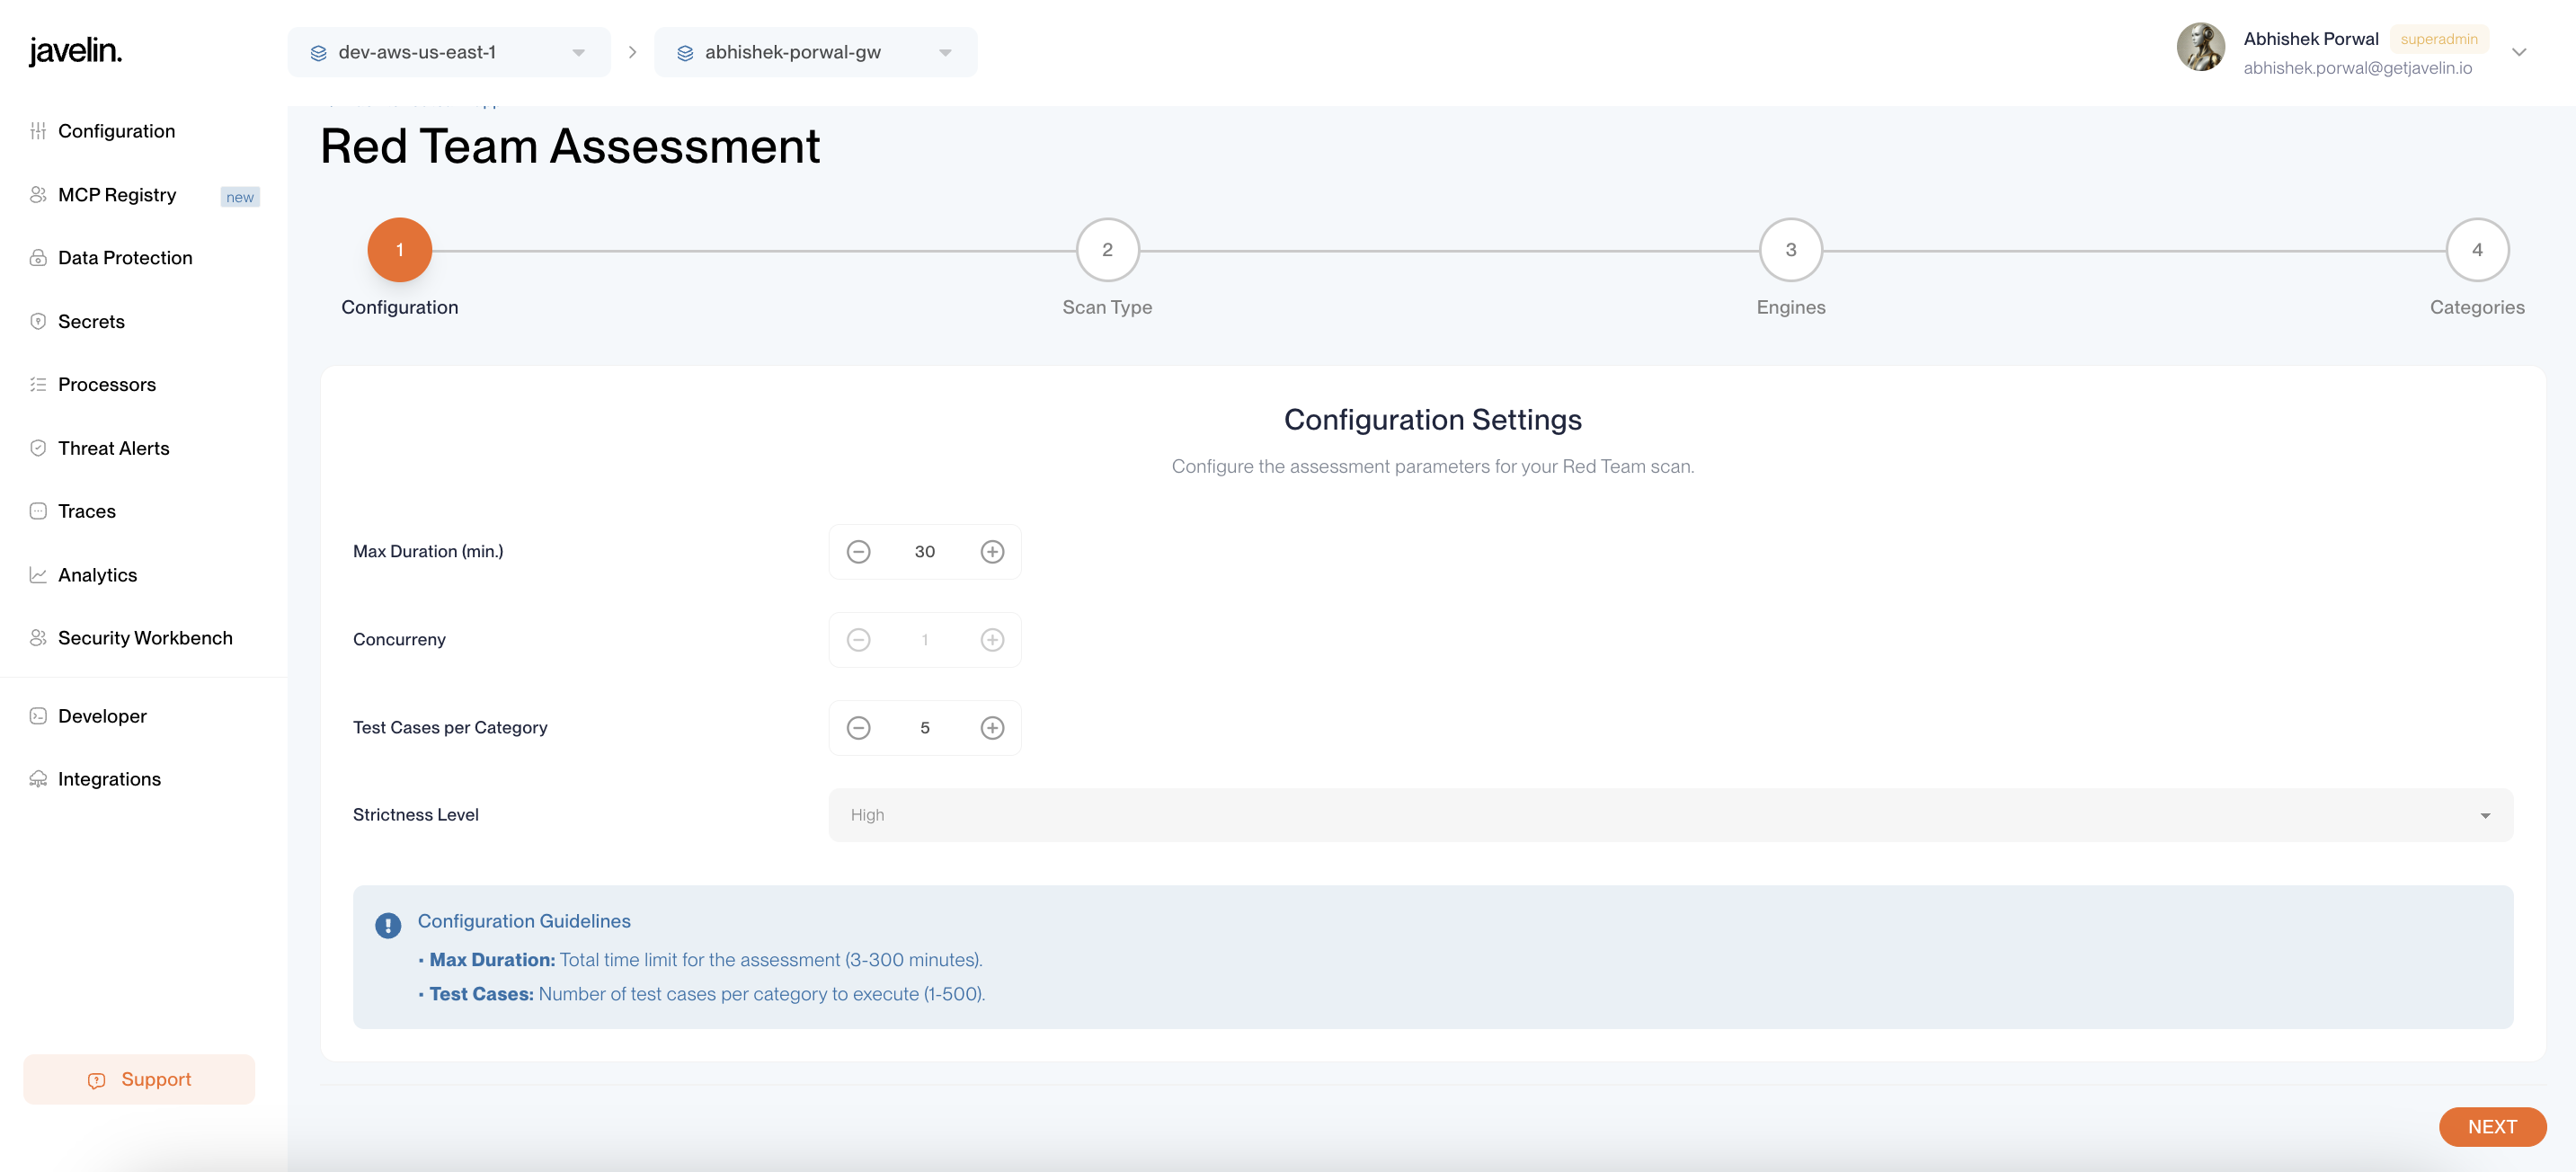 javelin.
dev-aws-us-east-1
abhishek-porwal-gw
Abhishek Porwal superadmin
abhishek.porwal@getjavelin.io
Configuration
MCP Registry new
Data Protection
Secrets
Processors
Threat Alerts
Traces
Analytics
Security Workbench
Developer
Integrations
Support
Red Team Assessment
1 2 3 4
Configuration Scan Type Engines Categories
Configuration Settings
Configure the assessment parameters for your Red Team scan.
Max Duration (min.) 30
Concurreny 1
Test Cases per Category 5
Strictness Level High
Configuration Guidelines
• Max Duration: Total time limit for the assessment (3-300 minutes).
• Test Cases: Number of test cases per category to execute (1-500).
NEXT